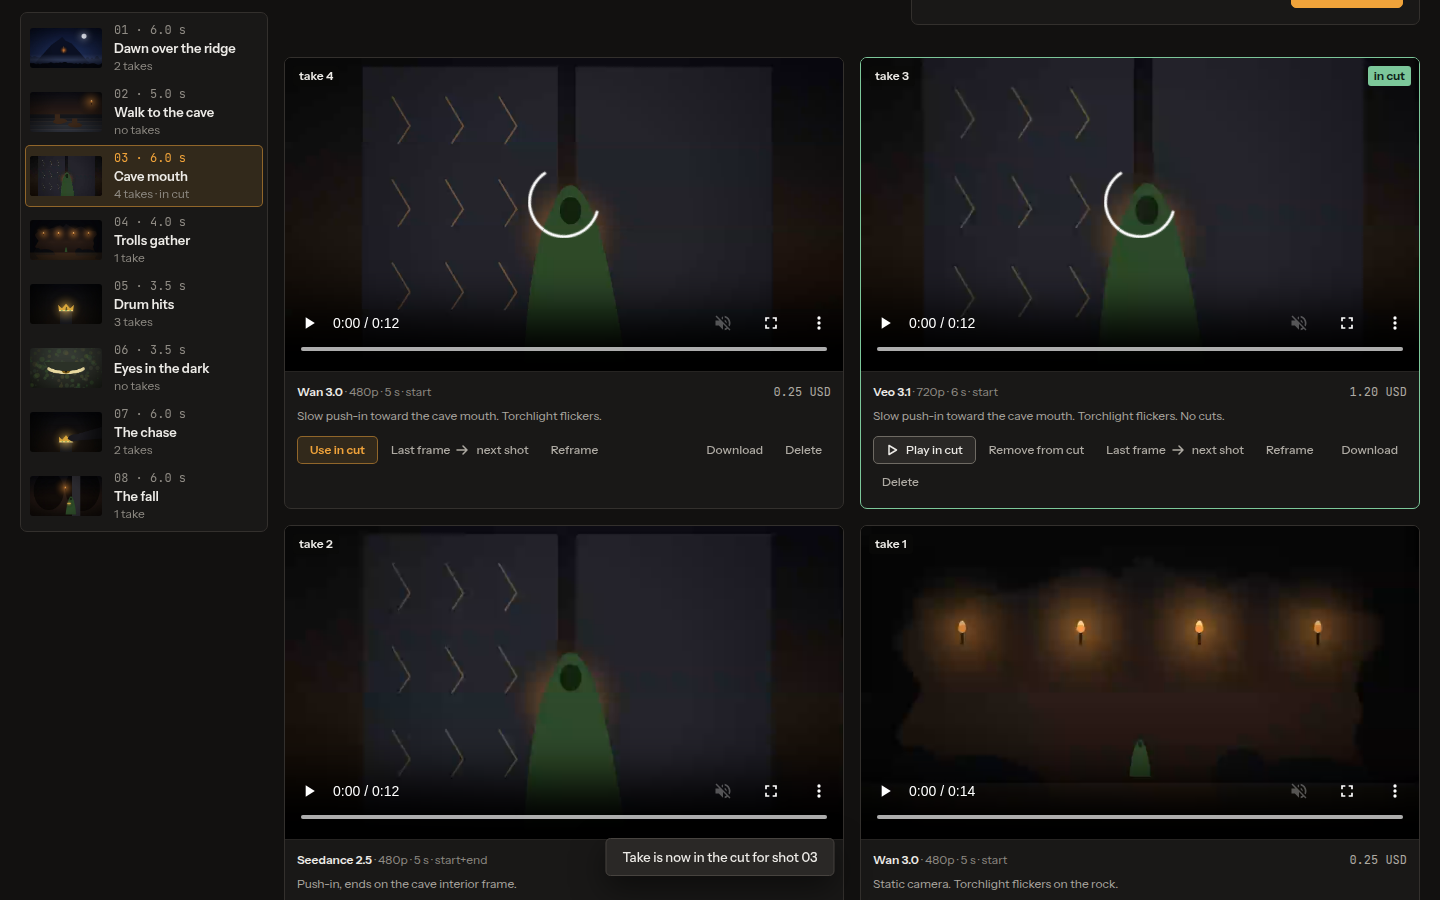 01 · 6.0 s
Dawn over the ridge
2 takes
02 · 5.0 s
Walk to the cave
no takes
03 · 6.0 s
Cave mouth
4 takes · in cut
04 · 4.0 s
Trolls gather
1 take
05 · 3.5 s
Drum hits
3 takes
06 · 3.5 s
Eyes in the dark
no takes
07 · 6.0 s
The chase
2 takes
08 · 6.0 s
The fall
1 take
take 4
0:00 / 0:12
Wan 3.0 · 480p · 5 s · start
0.25 USD
Slow push-in toward the cave mouth. Torchlight flickers.
Use in cut
Last frame → next shot
Reframe
Download
Delete
take 3
in cut
0:00 / 0:12
Veo 3.1 · 720p · 6 s · start
1.20 USD
Slow push-in toward the cave mouth. Torchlight flickers. No cuts.
Play in cut
Remove from cut
Last frame → next shot
Reframe
Download
Delete
take 2
0:00 / 0:12
Seedance 2.5 · 480p · 5 s · start+end
Push-in, ends on the cave interior frame.
take 1
0:00 / 0:14
Wan 3.0 · 480p · 5 s · start
0.25 USD
Static camera. Torchlight flickers on the rock.
Take is now in the cut for shot 03